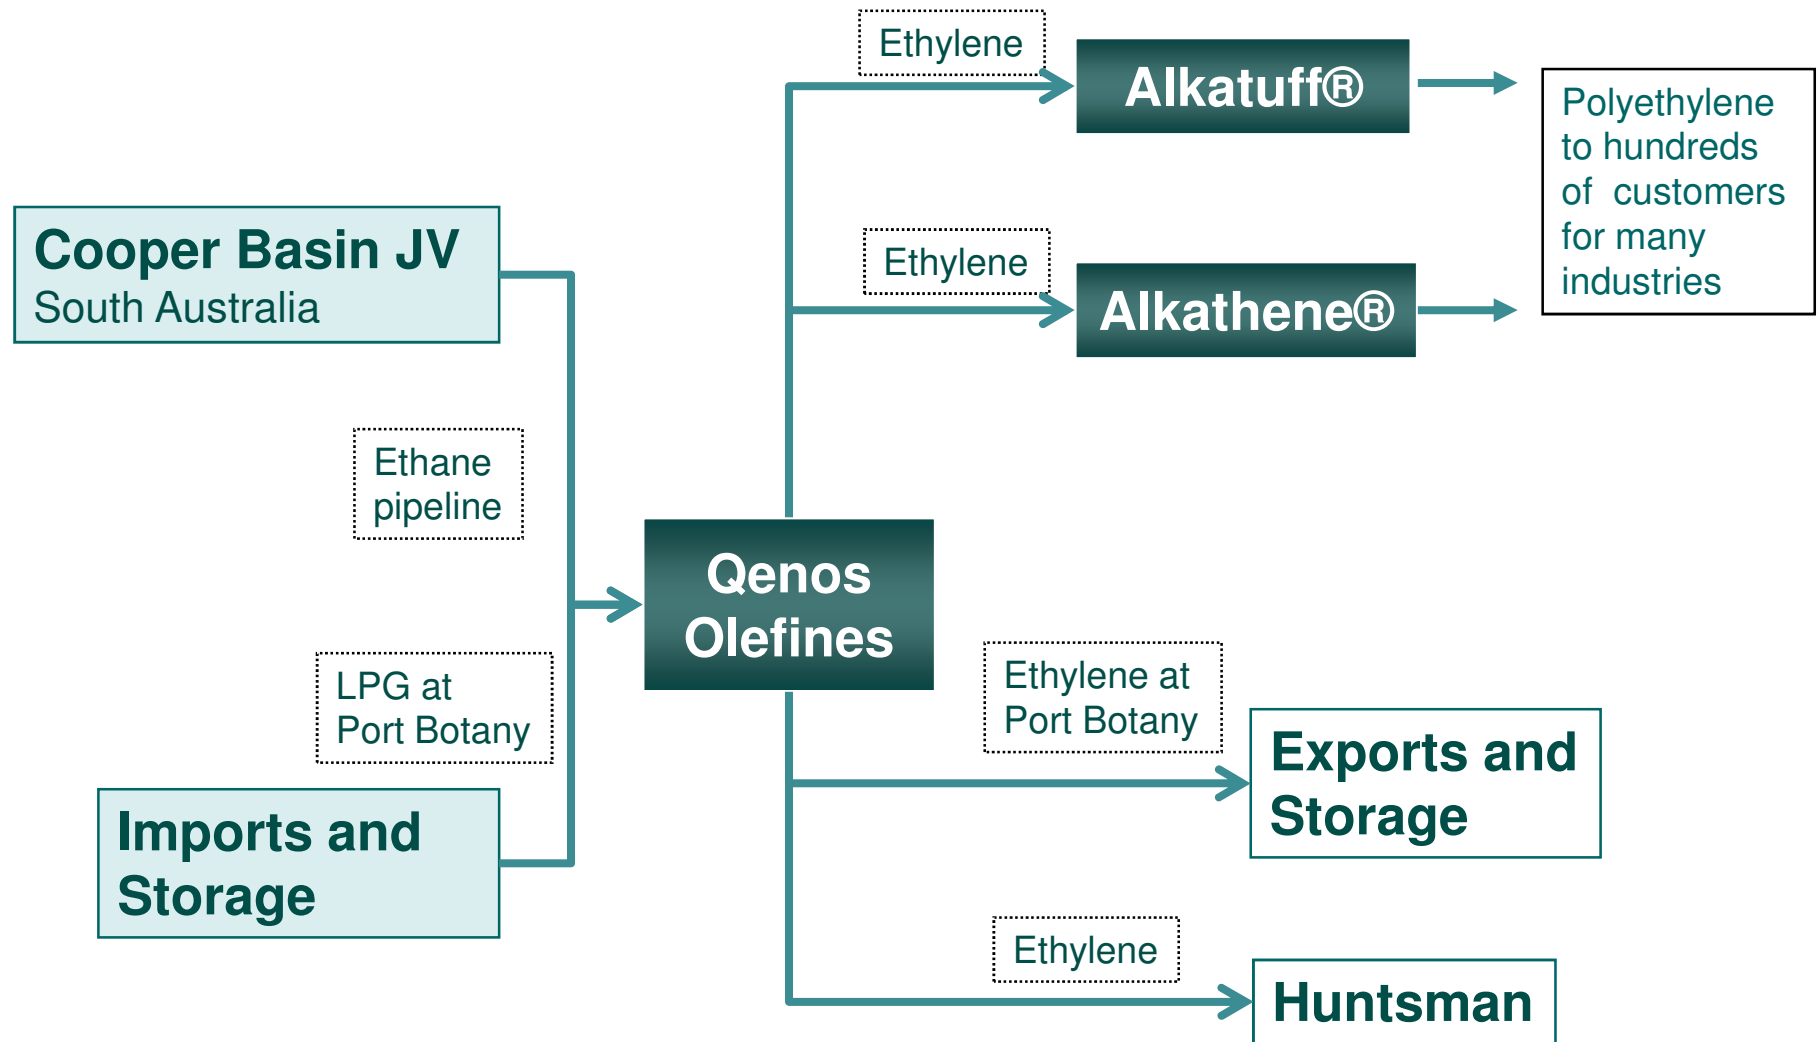 Ethylene
Alkatuff®
Polyethylene
to hundreds
of customers
for many
industries
Cooper Basin JV
South Australia
Ethylene
Alkathene®
Ethane
pipeline
Qenos
Olefines
LPG at
Port Botany
Ethylene at
Port Botany
Imports and
Storage
Exports and
Storage
Ethylene
Huntsman